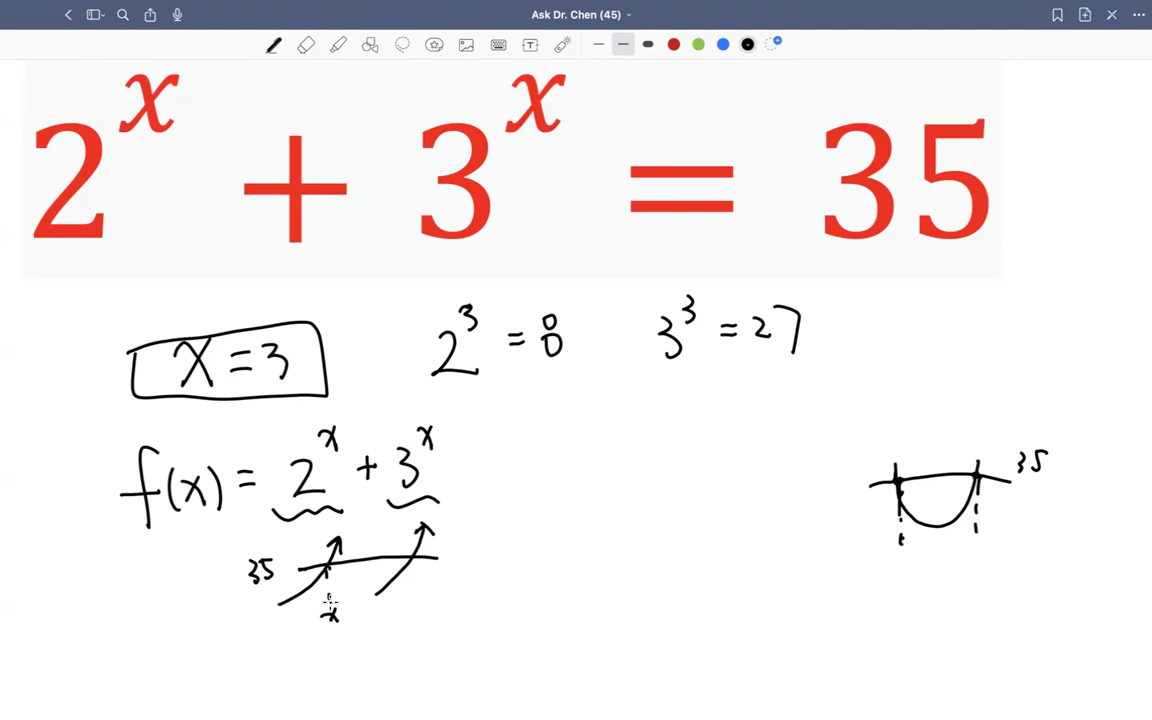 Ask Dr. Chen (45)
2^x + 3^x = 35
x = 3
2^3 = 8
3^3 = 27
f(x) = 2^x + 3^x
35
35
x